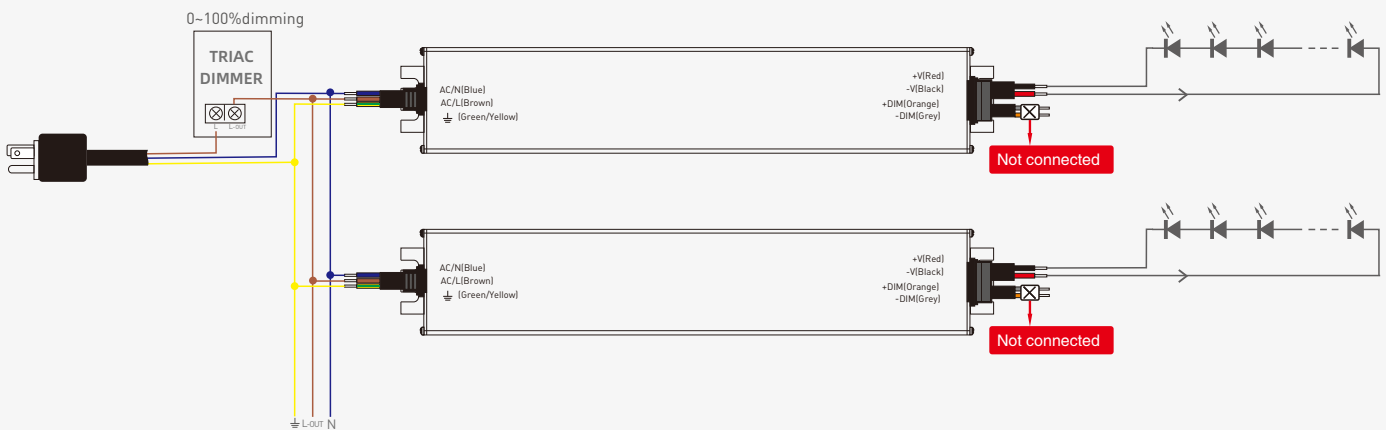 0~100%dimming
TRIAC
DIMMER
L L-OUT
AC/N(Blue)
AC/L(Brown)
(Green/Yellow)
+V(Red)
-V(Black)
+DIM(Orange)
-DIM(Grey)
Not connected
AC/N(Blue)
AC/L(Brown)
(Green/Yellow)
+V(Red)
-V(Black)
+DIM(Orange)
-DIM(Grey)
Not connected
L-OUT N